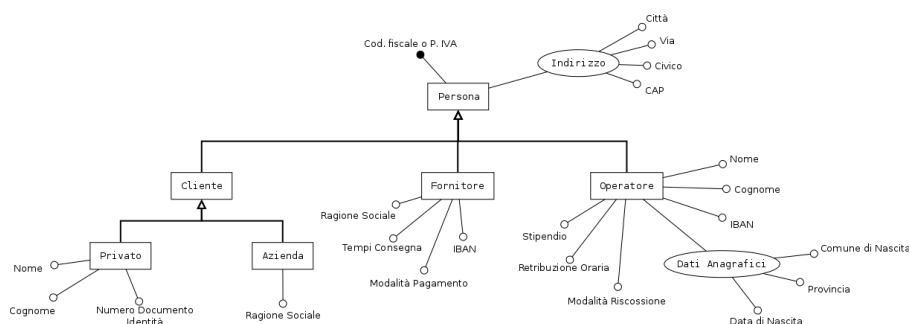 Città
Via
Cod. fiscale o P. IVA
Indirizzo
Civico
CAP
Persona
Nome
Cliente
Fornitore
Operatore
Cognome
Ragione Sociale
IBAN
Stipendio
Tempi Consegna
IBAN
Comune di Nascita
Privato
Azienda
Nome
Retribuzione Oraria
Dati Anagrafici
Modalità Pagamento
Provincia
Modalità Riscossione
Cognome
Numero Documento
Identità
Ragione Sociale
Data di Nascita